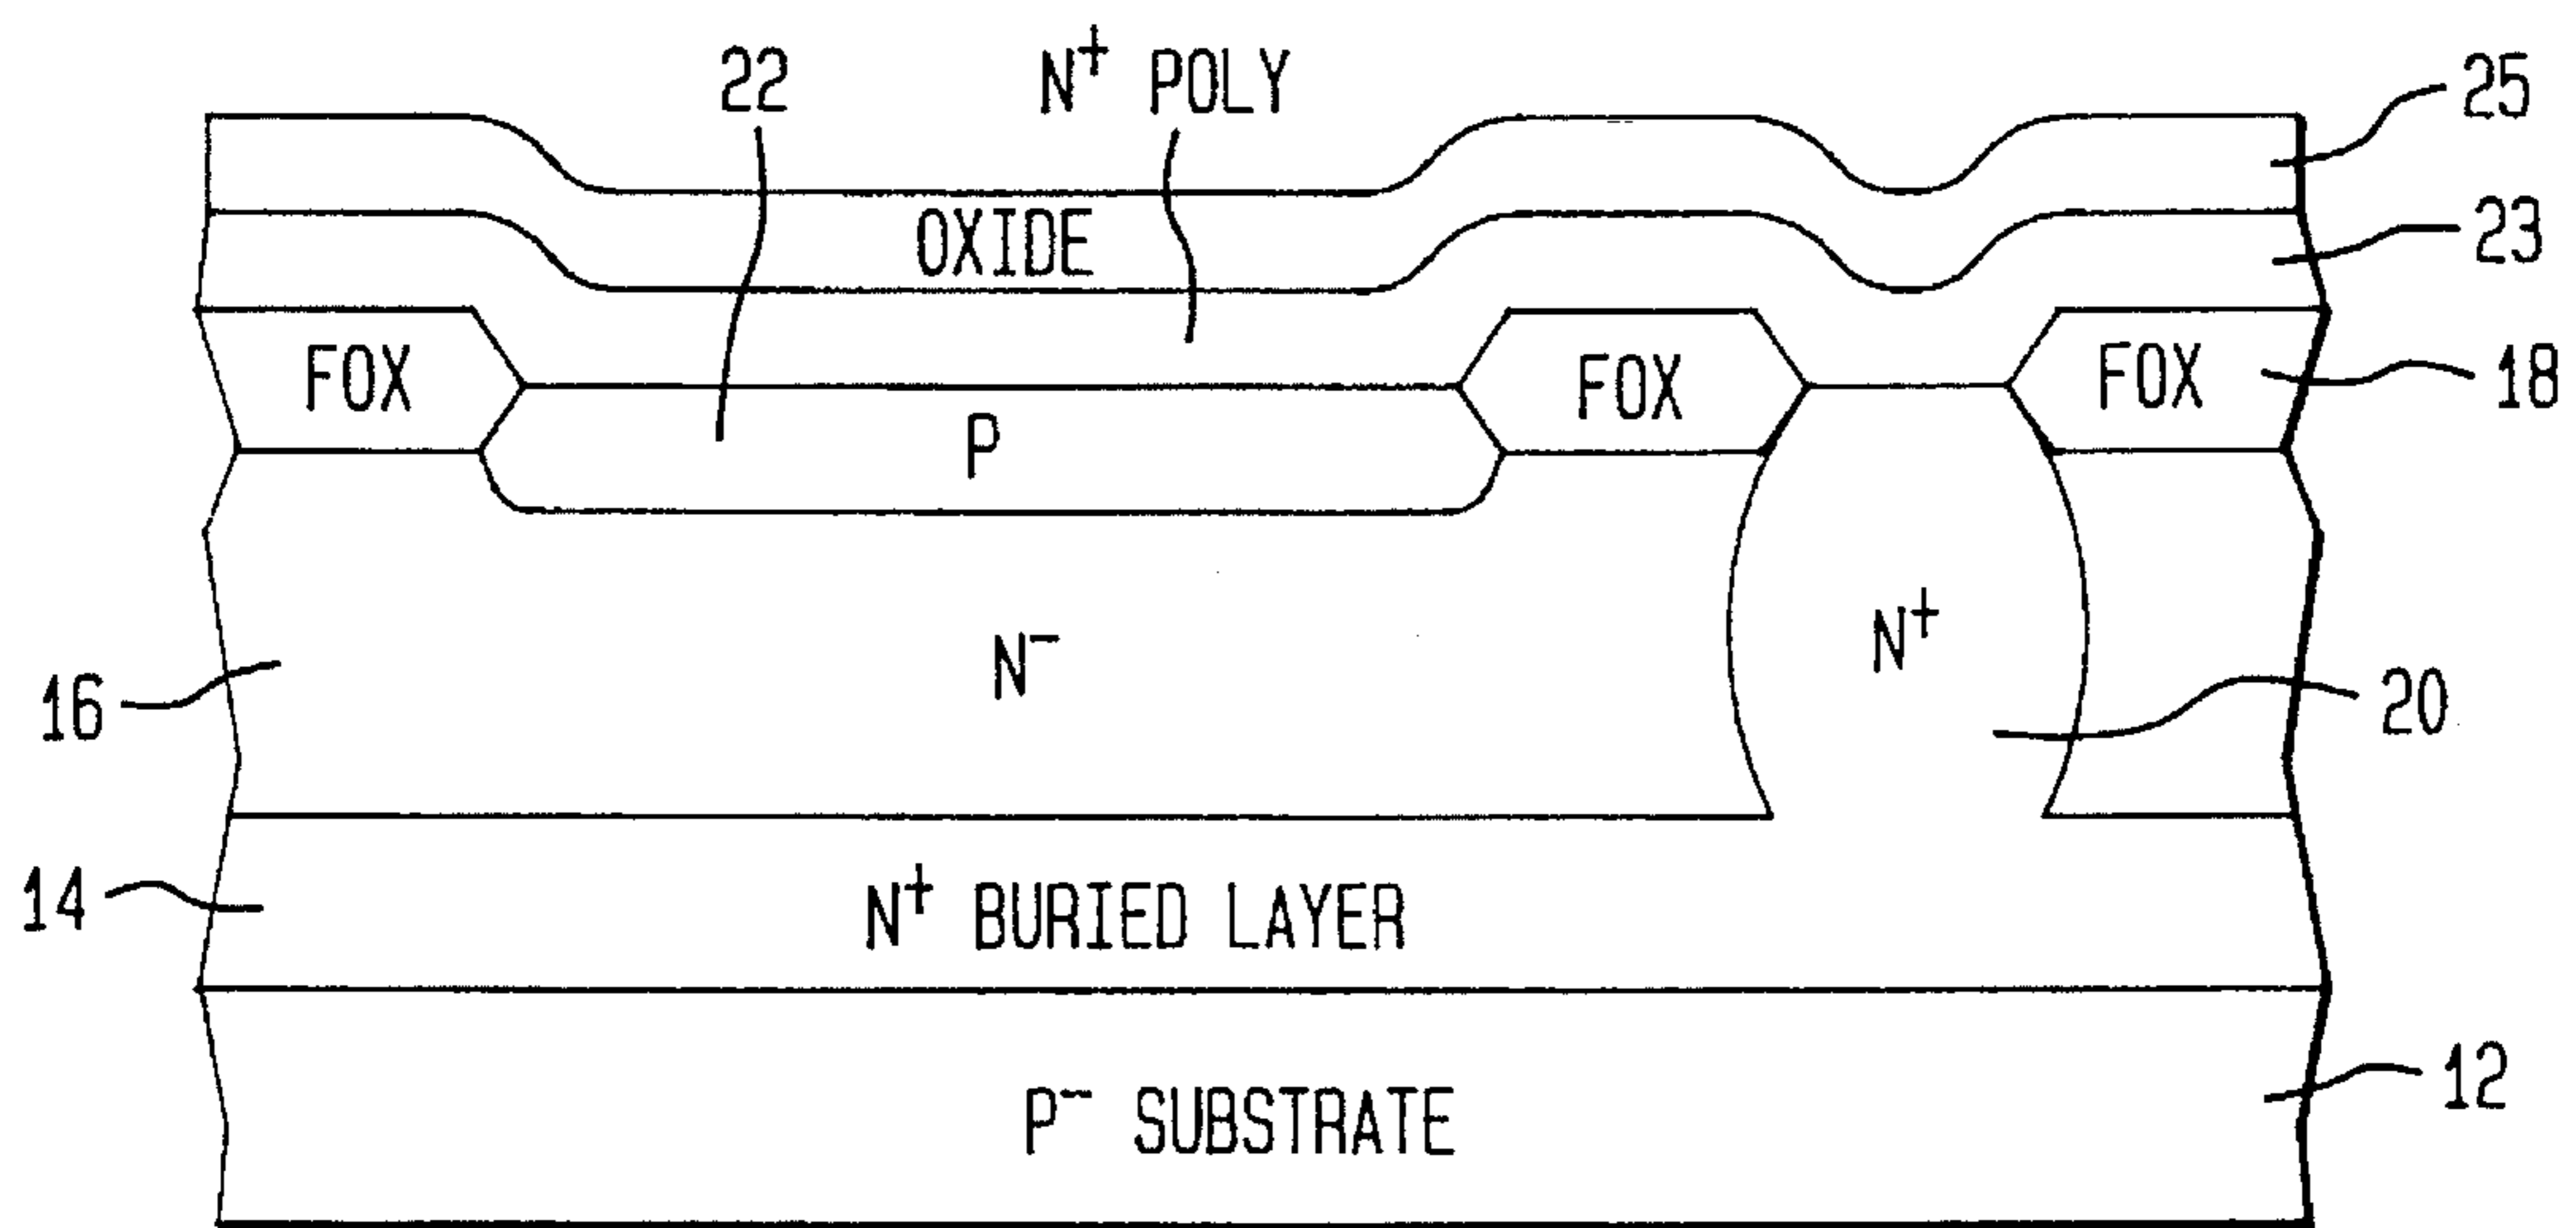 22
N⁺ POLY
25
OXIDE
23
FOX
FOX
FOX
18
P
16
N⁻
N⁺
20
14
N⁺ BURIED LAYER
P⁻ SUBSTRATE
12